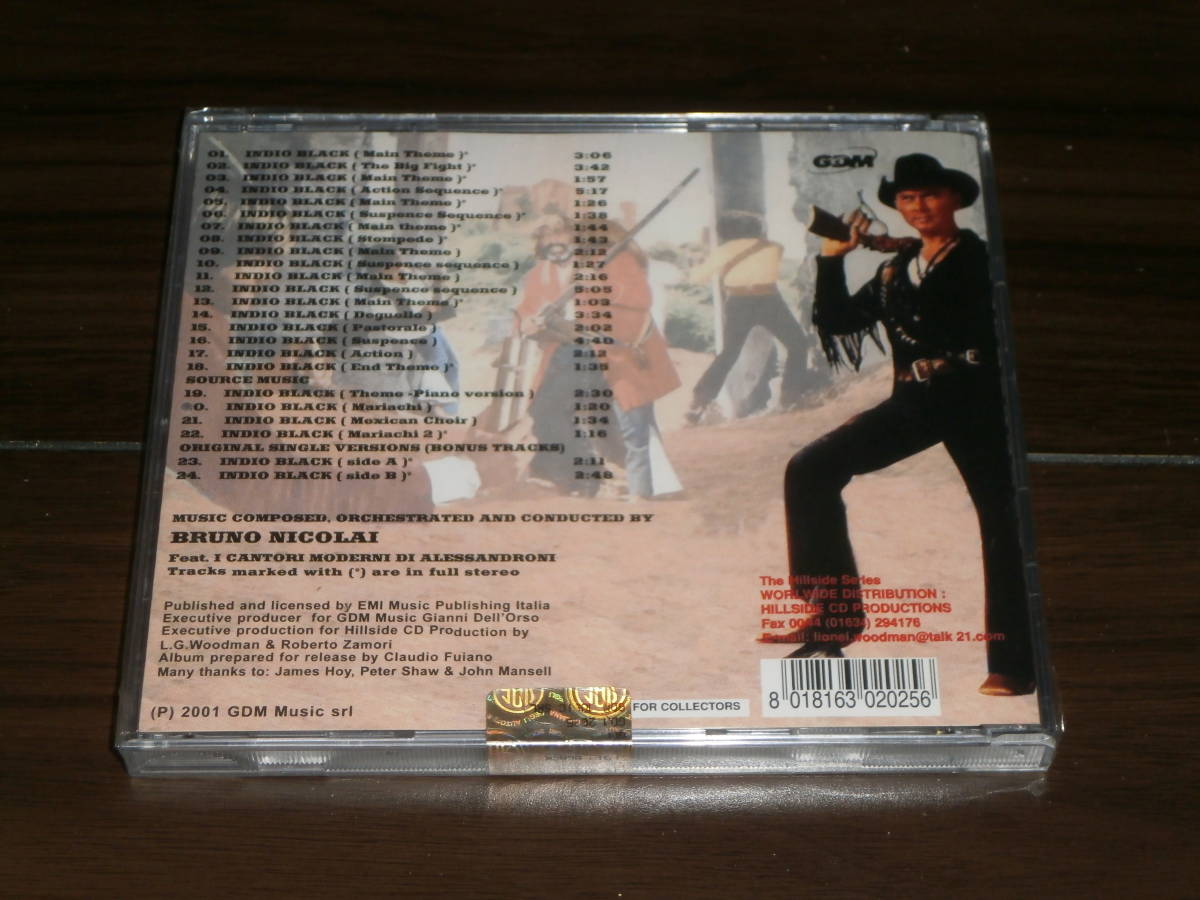 01. INDIO BLACK ( Main Theme )* 3:06
02. INDIO BLACK ( The Big Fight )* 3:42
03. INDIO BLACK ( Main Theme )* 1:57
04. INDIO BLACK ( Action Sequence )* 5:17
05. INDIO BLACK ( Main Theme )* 1:26
06. INDIO BLACK ( Suspence Sequence )* 1:38
07. INDIO BLACK ( Main theme )* 1:44
08. INDIO BLACK ( Stompede )* 1:43
09. INDIO BLACK ( Main Theme ) 2:12
10. INDIO BLACK ( Suspence sequence ) 1:27
11. INDIO BLACK ( Main Theme ) 2:16
12. INDIO BLACK ( Suspence sequence ) 5:05
13. INDIO BLACK ( Main Theme )* 1:03
14. INDIO BLACK ( Deguello ) 3:34
15. INDIO BLACK ( Pastorale ) 2:02
16. INDIO BLACK ( Suspence ) 4:40
17. INDIO BLACK ( Action ) 2:12
18. INDIO BLACK ( End Theme )* 1:35
SOURCE MUSIC
19. INDIO BLACK ( Theme -Piano version ) 2:30
20. INDIO BLACK ( Mariachi ) 1:20
21. INDIO BLACK ( Mexican Choir ) 1:34
22. INDIO BLACK ( Mariachi 2 )* 1:16
ORIGINAL SINGLE VERSIONS (BONUS TRACKS)
23. INDIO BLACK ( side A )* 2:11
24. INDIO BLACK ( side B )* 2:48
GDM
MUSIC COMPOSED, ORCHESTRATED AND CONDUCTED BY
BRUNO NICOLAI
Feat. I CANTORI MODERNI DI ALESSANDRONI
Tracks marked with (*) are in full stereo
Published and licensed by EMI Music Publishing Italia
Executive producer for GDM Music Gianni Dell'Orso
Executive production for Hillside CD Production by
L.G.Woodman & Roberto Zamori
Album prepared for release by Claudio Fuiano
Many thanks to: James Hoy, Peter Shaw & John Mansell
(P) 2001 GDM Music srl
The Hillside Series
WORLWIDE DISTRIBUTION :
HILLSIDE CD PRODUCTIONS
Fax 0044 (01634) 294176
E-mail: lionel.woodman@talk 21.com
8 018163 020256
FOR COLLECTORS